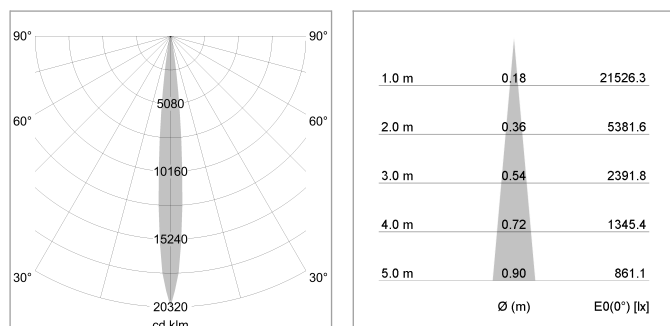 90° 90°
5080
60° 60°
10160
15240
30° 30°
20320
cd klm
1.0 m 0.18 21526.3
2.0 m 0.36 5381.6
3.0 m 0.54 2391.8
4.0 m 0.72 1345.4
5.0 m 0.90 861.1
Ø (m) E0(0°) [lx]